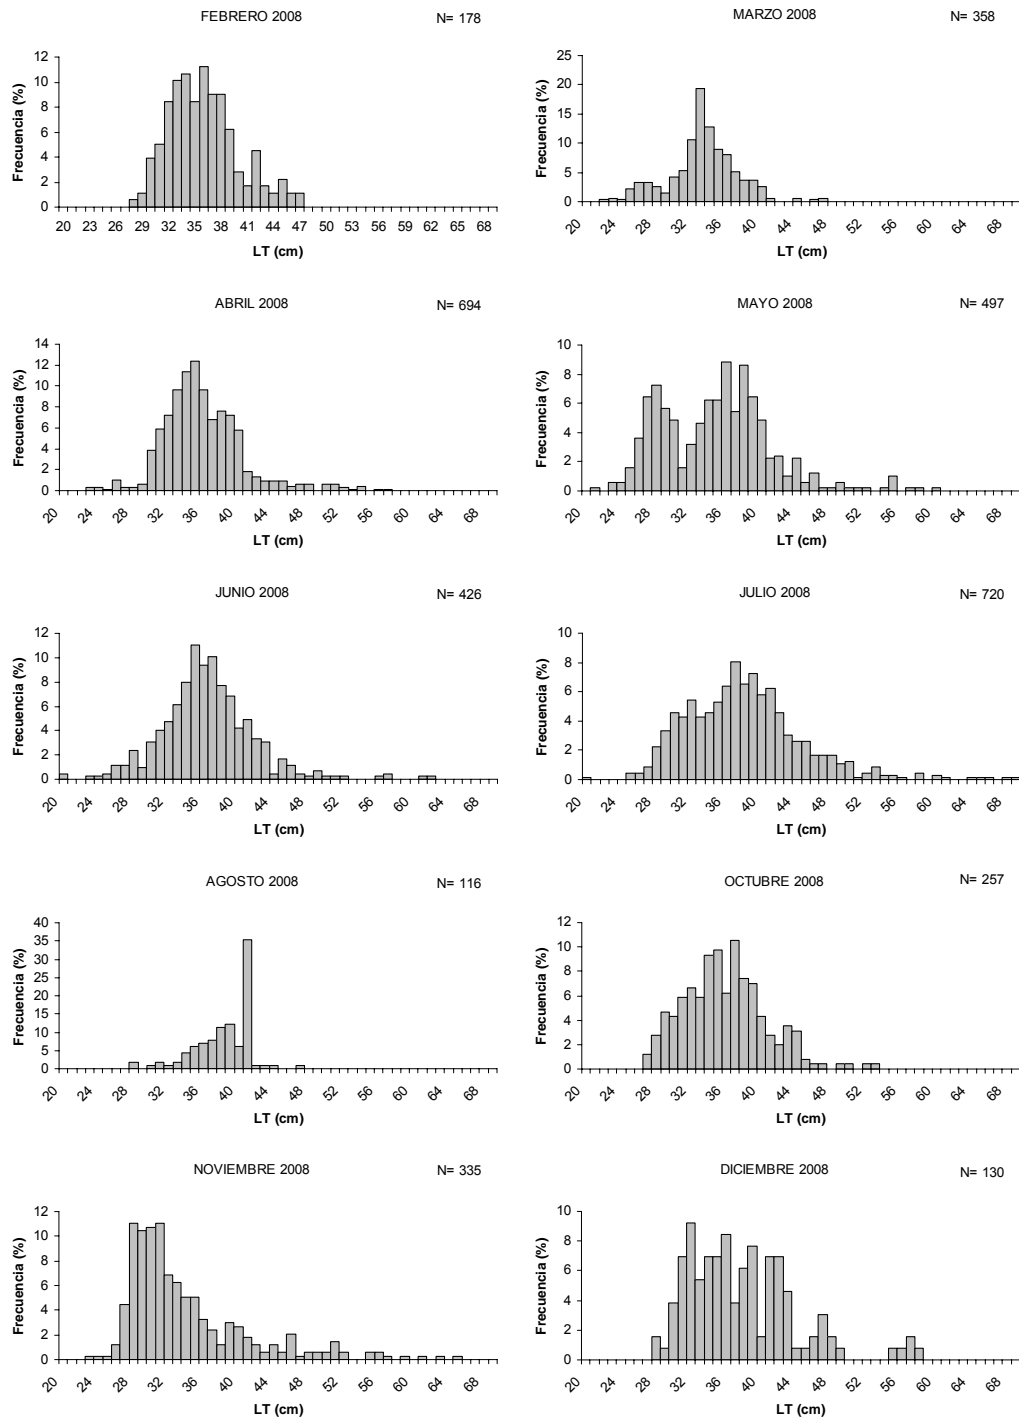 FEBRERO 2008 N= 178
Frecuencia (%)
12
10
8
6
4
2
0
20 23 26 29 32 35 38 41 44 47 50 53 56 59 62 65 68
LT (cm)
MARZO 2008 N= 358
Frecuencia (%)
25
20
15
10
5
0
20 24 28 32 36 40 44 48 52 56 60 64 68
LT (cm)
ABRIL 2008 N= 694
Frecuencia (%)
14
12
10
8
6
4
2
0
20 24 28 32 36 40 44 48 52 56 60 64 68
LT (cm)
MAYO 2008 N= 497
Frecuencia (%)
10
8
6
4
2
0
20 24 28 32 36 40 44 48 52 56 60 64 68
LT (cm)
JUNIO 2008 N= 426
Frecuencia (%)
12
10
8
6
4
2
0
20 24 28 32 36 40 44 48 52 56 60 64 68
LT (cm)
JULIO 2008 N= 720
Frecuencia (%)
10
8
6
4
2
0
20 24 28 32 36 40 44 48 52 56 60 64 68
LT (cm)
AGOSTO 2008 N= 116
Frecuencia (%)
40
35
30
25
20
15
10
5
0
20 24 28 32 36 40 44 48 52 56 60 64 68
LT (cm)
OCTUBRE 2008 N= 257
Frecuencia (%)
12
10
8
6
4
2
0
20 24 28 32 36 40 44 48 52 56 60 64 68
LT (cm)
NOVIEMBRE 2008 N= 335
Frecuencia (%)
12
10
8
6
4
2
0
20 24 28 32 36 40 44 48 52 56 60 64 68
LT (cm)
DICIEMBRE 2008 N= 130
Frecuencia (%)
10
8
6
4
2
0
20 24 28 32 36 40 44 48 52 56 60 64 68
LT (cm)